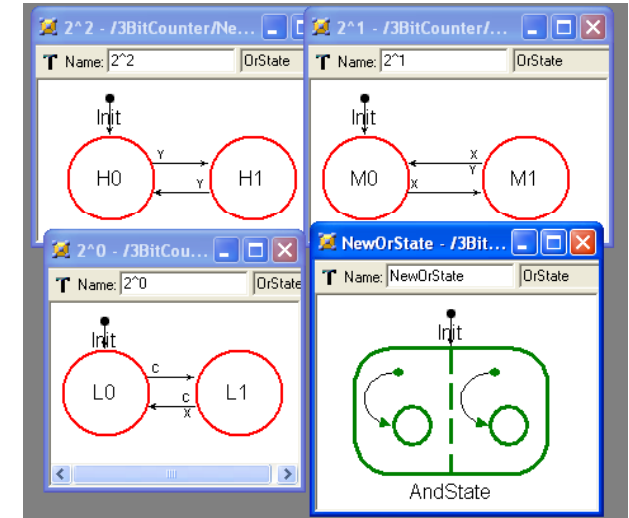 2^2 - /3BitCounter/Ne...
Name: 2^2
OrState
Init
Y
H0
H1
Y
2^1 - /3BitCounter/...
Name: 2^1
OrState
Init
X
Y
M0
X
M1
2^0 - /3BitCou...
Name: 2^0
OrState
Init
C
L0
L1
C
X
NewOrState - /3Bit...
Name: NewOrState
OrState
Init
AndState